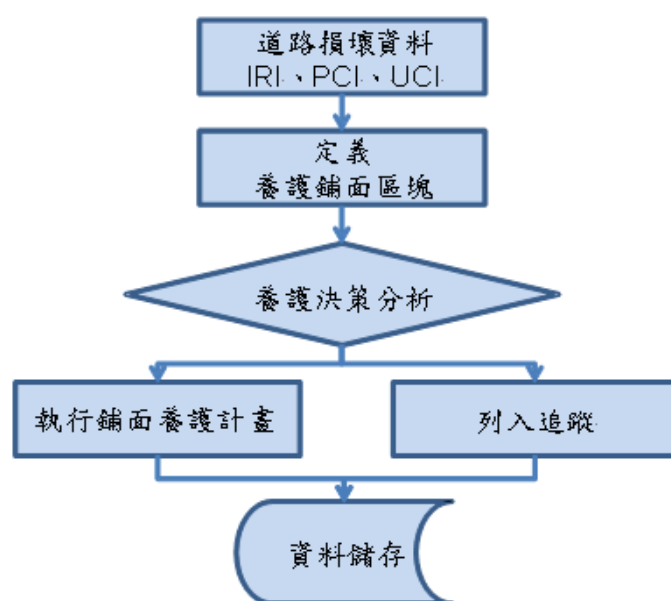 道路損壞資料
IRI、PCI、UCI
定義
養護鋪面區塊
養護決策分析
執行鋪面養護計畫
列入追蹤
資料儲存